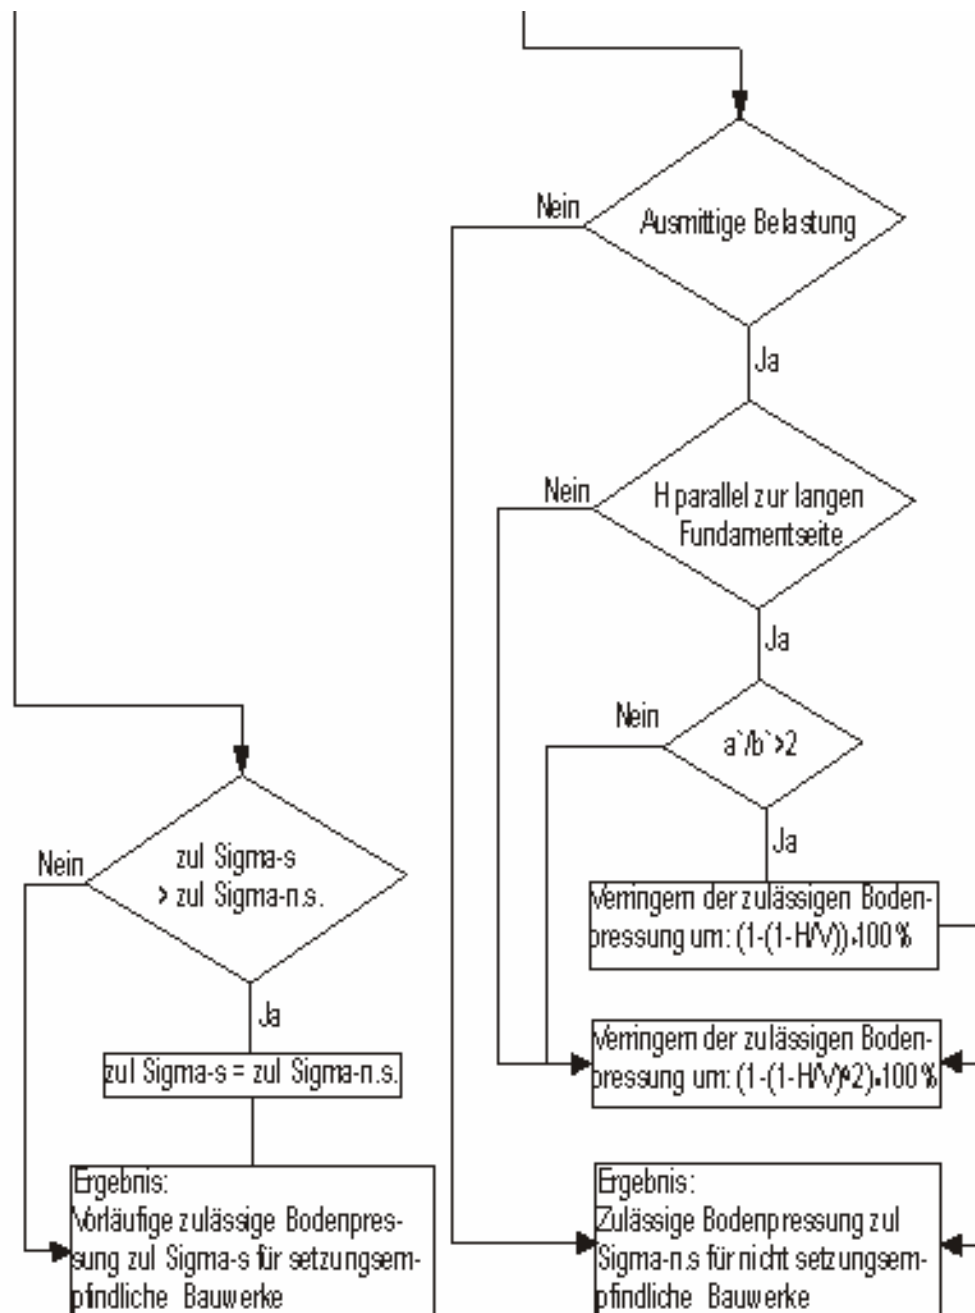 Nein
Ausmittige Belastung
Ja
Nein
H parallel zur langen
Fundamentseite
Ja
Nein
a`/b`>2
Ja
Verringern der zulässigen Boden-
pressung um: (1-(1-H/V))*100%
Verringern der zulässigen Boden-
pressung um: (1-(1-H/V)^2)*100%
Ergebnis:
Zulässige Bodenpressung zul
Sigma-n.s für nicht setzungsem-
pfindliche Bauwerke
Nein
zul Sigma-s
> zul Sigma-n.s.
Ja
zul Sigma-s = zul Sigma-n.s.
Ergebnis:
Vorläufige zulässige Bodenpres-
sung zul Sigma-s für setzungsem-
pfindliche Bauwerke